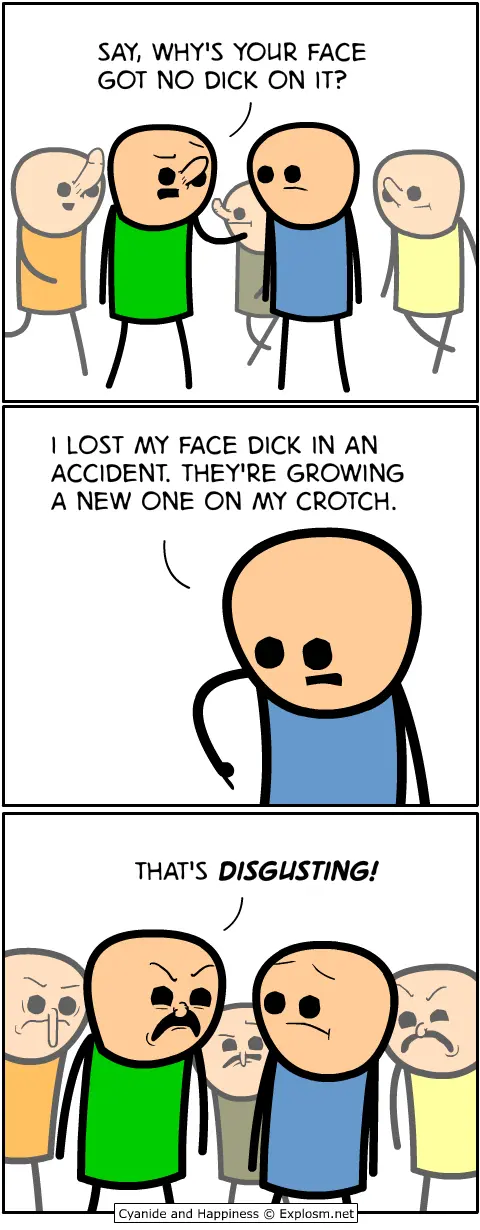 SAY, WHY'S YOUR FACE
GOT NO DICK ON IT?
I LOST MY FACE DICK IN AN
ACCIDENT. THEY'RE GROWING
A NEW ONE ON MY CROTCH.
THAT'S DISGUSTING!
Cyanide and Happiness © Explosm.net